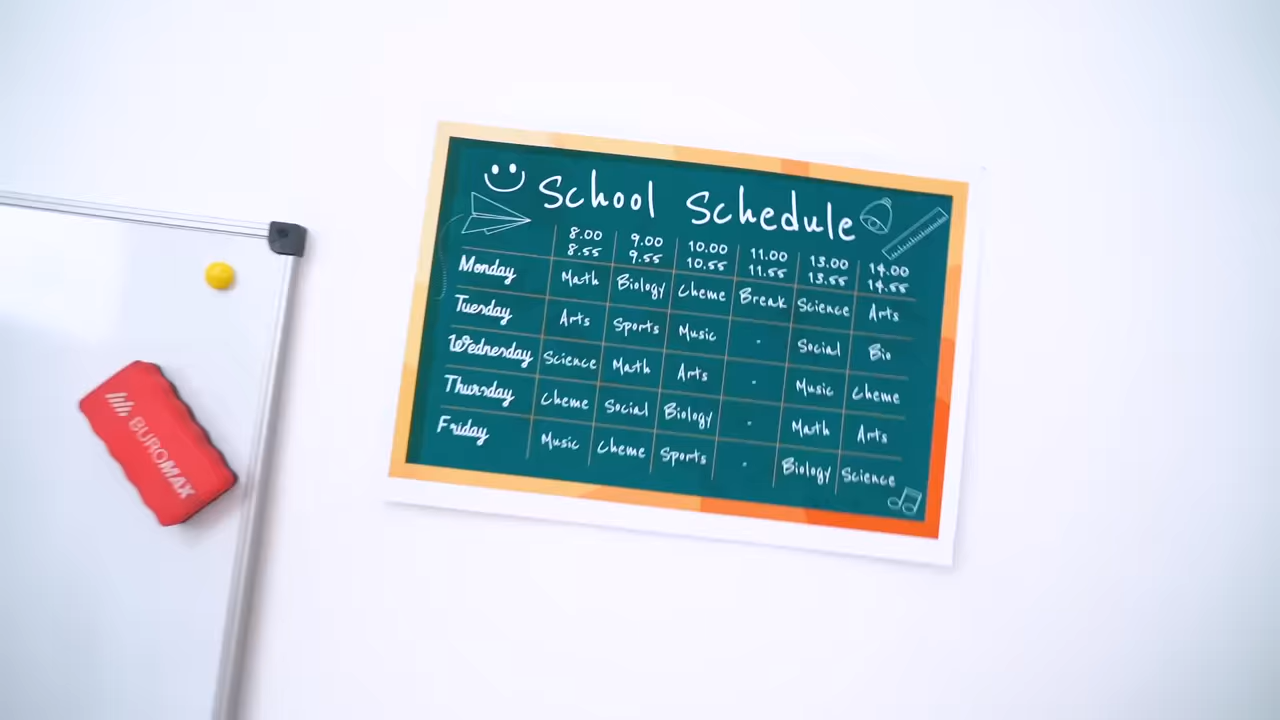 School Schedule
8.00 9.00 10.00 11.00 13.00 14.00
8.55 9.55 10.55 11.55 13.55 14.55
Monday Math Biology Cheme Break Science Arts
Tuesday Arts Sports Music . Social Bio
Wednesday Science Math Arts . Music Cheme
Thursday Cheme Social Biology . Math Arts
Friday Music Cheme Sports . Biology Science
BUROMAX